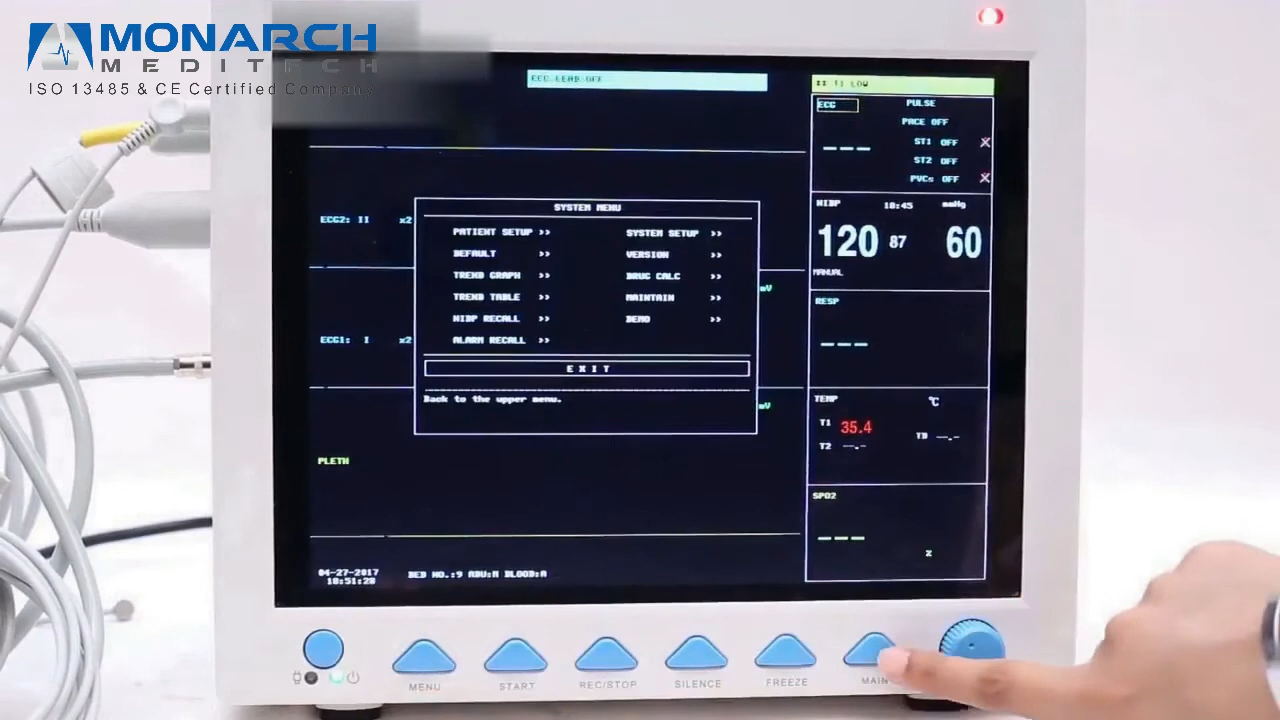 MONARCH
MEDITECH
ISO 13485, CE Certified Company
ECG LEAD OFF
** T1 LOW
ECG
PULSE
PACE OFF
ST1 OFF
ST2 OFF
PVCs OFF
NIBP 10:45 mmHg
120 87 60
MANUAL
RESP
TEMP ℃
T1 35.4
T2 --.- TD --.-
SPO2
ECG2: II x2
ECG1: I x2
mV
mV
PLETH
SYSTEM MENU
PATIENT SETUP >> SYSTEM SETUP >>
DEFAULT >> VERSION >>
TREND GRAPH >> DRUG CALC >>
TREND TABLE >> MAINTAIN >>
NIBP RECALL >> DEMO >>
ALARM RECALL >>
EXIT
Back to the upper menu.
04-27-2017
10:51:20
BED NO.:9 ADU:M BLOOD:A
MENU START REC/STOP SILENCE FREEZE MAIN